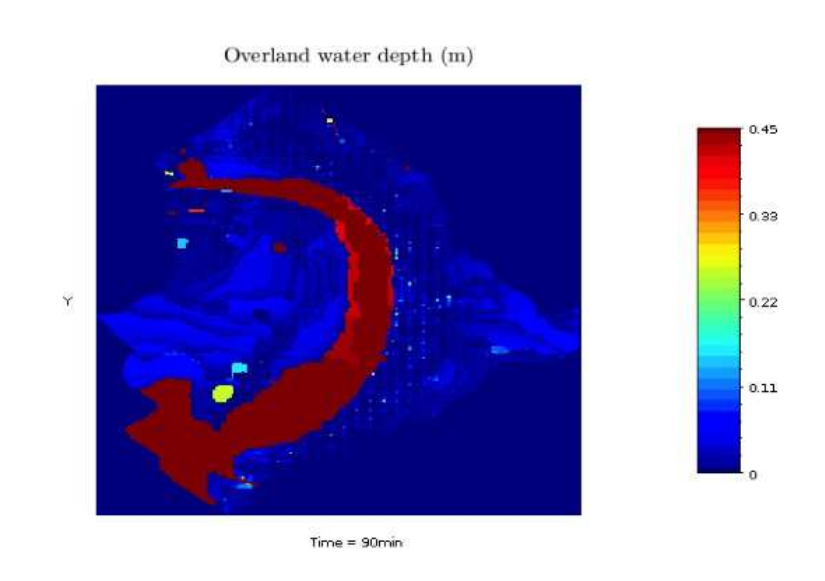 Overland water depth (m)
0.45
0.33
0.22
0.11
0
Y
Time = 90min